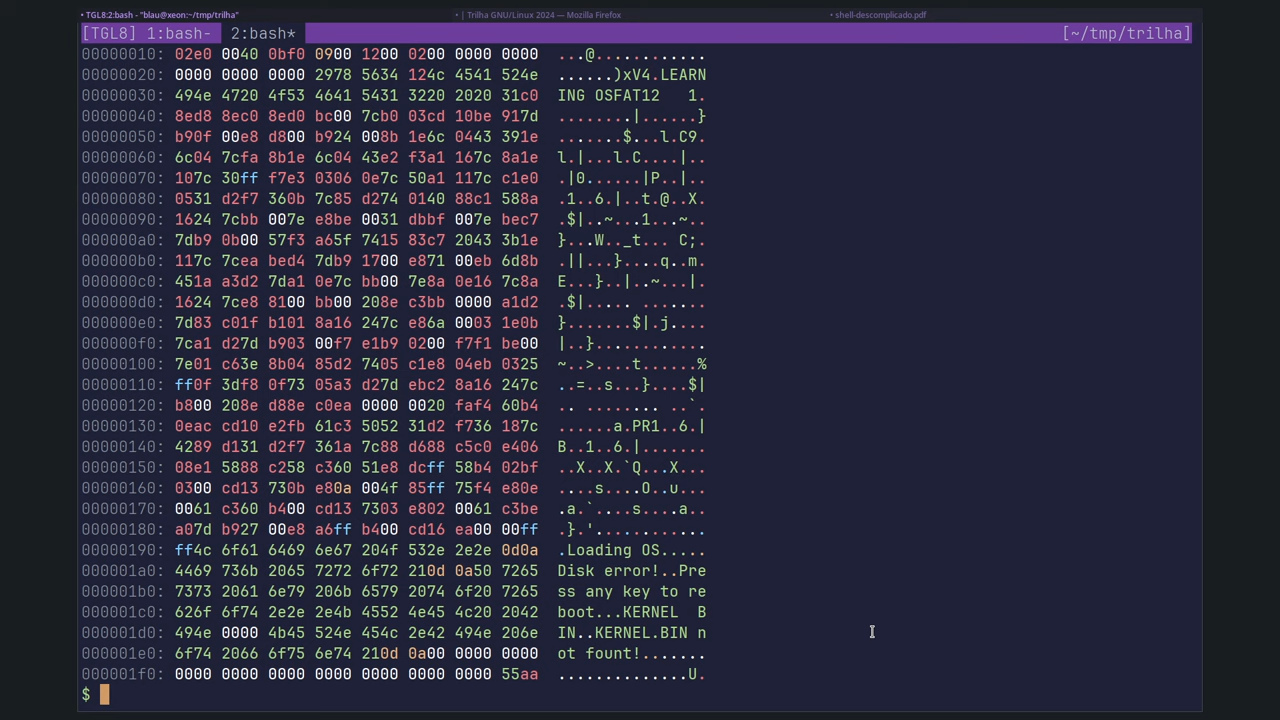 • TGL8:2:bash - "blau@xeon:~/tmp/trilha"
• | Trilha GNU/Linux 2024 — Mozilla Firefox
• shell-descomplicado.pdf
[TGL8] 1:bash- 2:bash* [~/tmp/trilha]
00000010: 02e0 0040 0bf0 0900 1200 0200 0000 0000 ...@............
00000020: 0000 0000 0000 2978 5634 124c 4541 524e ......)xV4.LEARN
00000030: 494e 4720 4f53 4641 5431 3220 2020 31c0 ING OSFAT12   1.
00000040: 8ed8 8ec0 8ed0 bc00 7cb0 03cd 10be 917d ........|......}
00000050: b90f 00e8 d800 b924 008b 1e6c 0443 391e .......$...l.C9.
00000060: 6c04 7cfa 8b1e 6c04 43e2 f3a1 167c 8a1e l.|...l.C....|..
00000070: 107c 30ff f7e3 0306 0e7c 50a1 117c c1e0 .|0......|P..|..
00000080: 0531 d2f7 360b 7c85 d274 0140 88c1 588a .1..6.|..t.@..X.
00000090: 1624 7cbb 007e e8be 0031 dbbf 007e bec7 .$|..~...1...~..
000000a0: 7db9 0b00 57f3 a65f 7415 83c7 2043 3b1e }...W.._t... C;.
000000b0: 117c 7cea bed4 7db9 1700 e871 00eb 6d8b .||...}....q..m.
000000c0: 451a a3d2 7da1 0e7c bb00 7e8a 0e16 7c8a E...}..|..~...|.
000000d0: 1624 7ce8 8100 bb00 208e c3bb 0000 a1d2 .$|..... .......
000000e0: 7d83 c01f b101 8a16 247c e86a 0003 1e0b }.......$|.j....
000000f0: 7ca1 d27d b903 00f7 e1b9 0200 f7f1 be00 |..}............
00000100: 7e01 c63e 8b04 85d2 7405 c1e8 04eb 0325 ~..>....t......%
00000110: ff0f 3df8 0f73 05a3 d27d ebc2 8a16 247c ..=..s...}....$|
00000120: b800 208e d88e c0ea 0000 0020 faf4 60b4 .. ........ ..`.
00000130: 0eac cd10 e2fb 61c3 5052 31d2 f736 187c ......a.PR1..6.|
00000140: 4289 d131 d2f7 361a 7c88 d688 c5c0 e406 B..1..6.|.......
00000150: 08e1 5888 c258 c360 51e8 dcff 58b4 02bf ..X..X.`Q...X...
00000160: 0300 cd13 730b e80a 004f 85ff 75f4 e80e ....s....O..u...
00000170: 0061 c360 b400 cd13 7303 e802 0061 c3be .a.`....s....a..
00000180: a07d b927 00e8 a6ff b400 cd16 ea00 00ff .}.'............
00000190: ff4c 6f61 6469 6e67 204f 532e 2e2e 0d0a .Loading OS.....
000001a0: 4469 736b 2065 7272 6f72 210d 0a50 7265 Disk error!..Pre
000001b0: 7373 2061 6e79 206b 6579 2074 6f20 7265 ss any key to re
000001c0: 626f 6f74 2e2e 2e4b 4552 4e45 4c20 2042 boot...KERNEL  B
000001d0: 494e 0000 4b45 524e 454c 2e42 494e 206e IN..KERNEL.BIN n
000001e0: 6f74 2066 6f75 6e74 210d 0a00 0000 0000 ot fount!.......
000001f0: 0000 0000 0000 0000 0000 0000 0000 55aa ..............U.
$